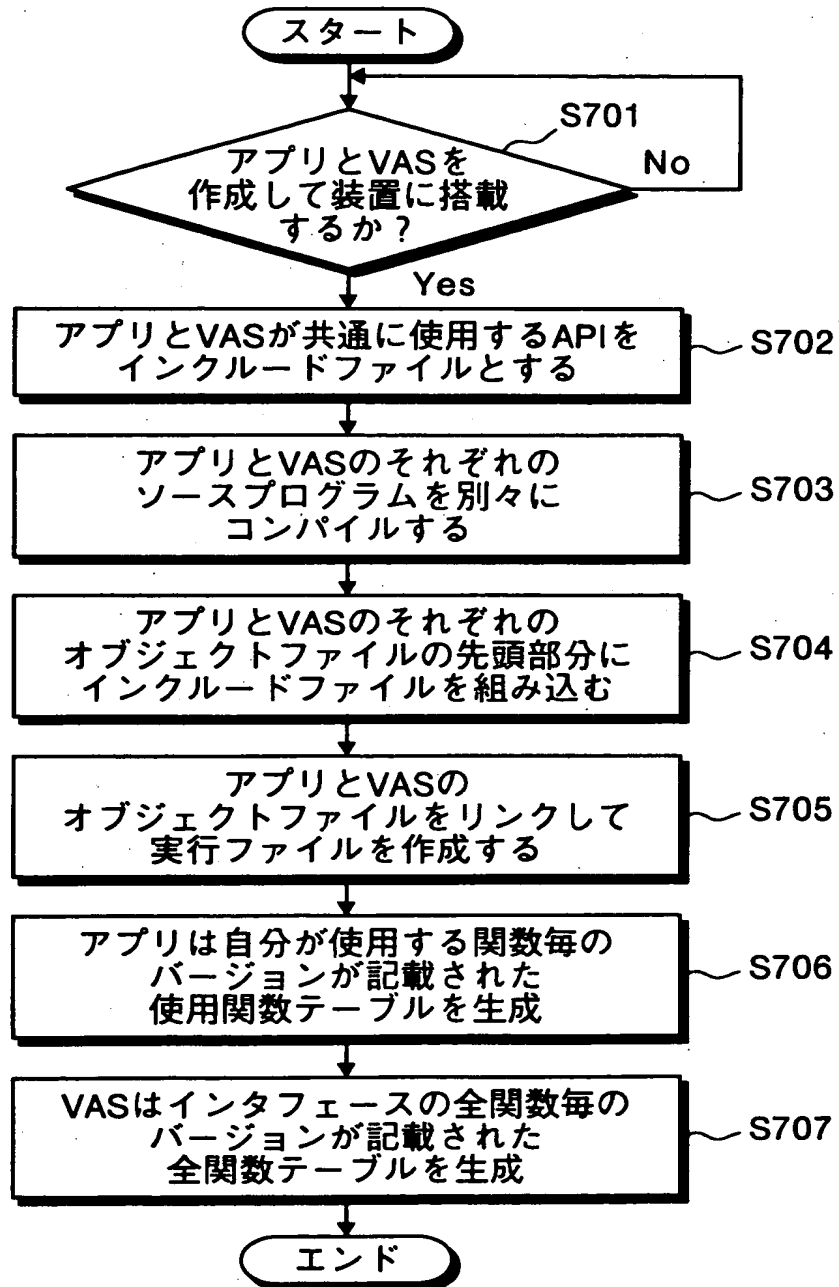 スタート
S701
アプリとVASを
作成して装置に搭載
するか？
No
Yes
アプリとVASが共通に使用するAPIを
インクルードファイルとする
S702
アプリとVASのそれぞれの
ソースプログラムを別々に
コンパイルする
S703
アプリとVASのそれぞれの
オブジェクトファイルの先頭部分に
インクルードファイルを組み込む
S704
アプリとVASの
オブジェクトファイルをリンクして
実行ファイルを作成する
S705
アプリは自分が使用する関数毎の
バージョンが記載された
使用関数テーブルを生成
S706
VASはインタフェースの全関数毎の
バージョンが記載された
全関数テーブルを生成
S707
エンド